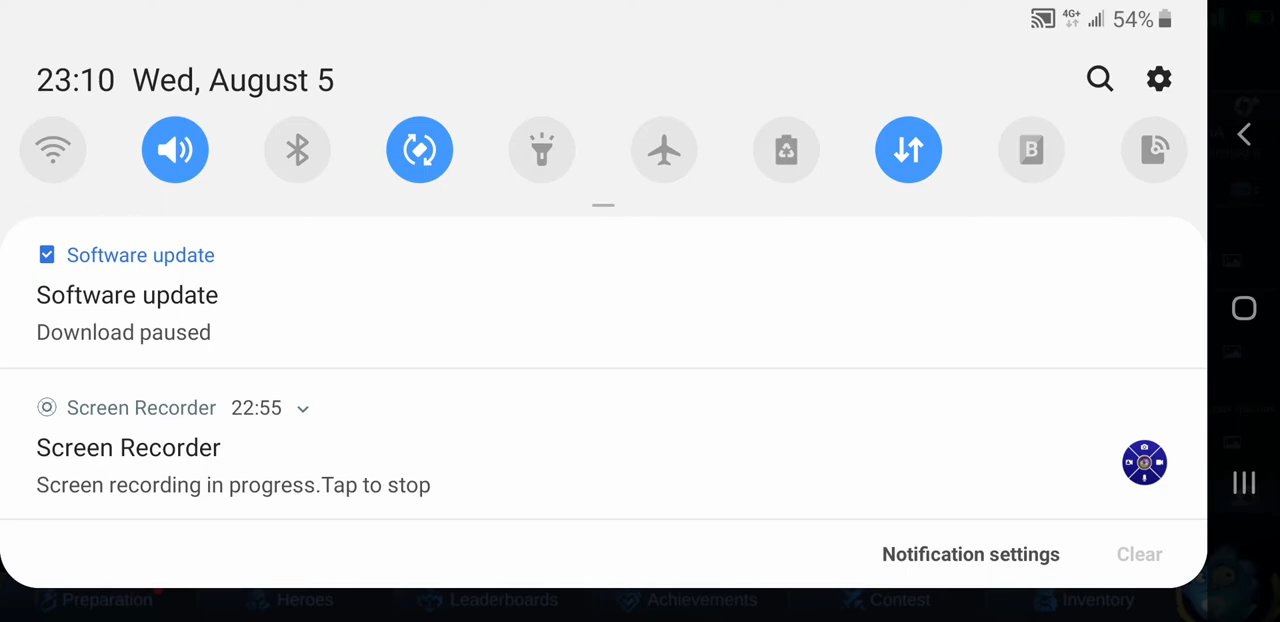 4G+ 54%
23:10 Wed, August 5
B
Software update
Software update
Download paused
Screen Recorder 22:55
Screen Recorder
Screen recording in progress.Tap to stop
Notification settings Clear
Preparation Heroes Leaderboards Achievements Contest Inventory